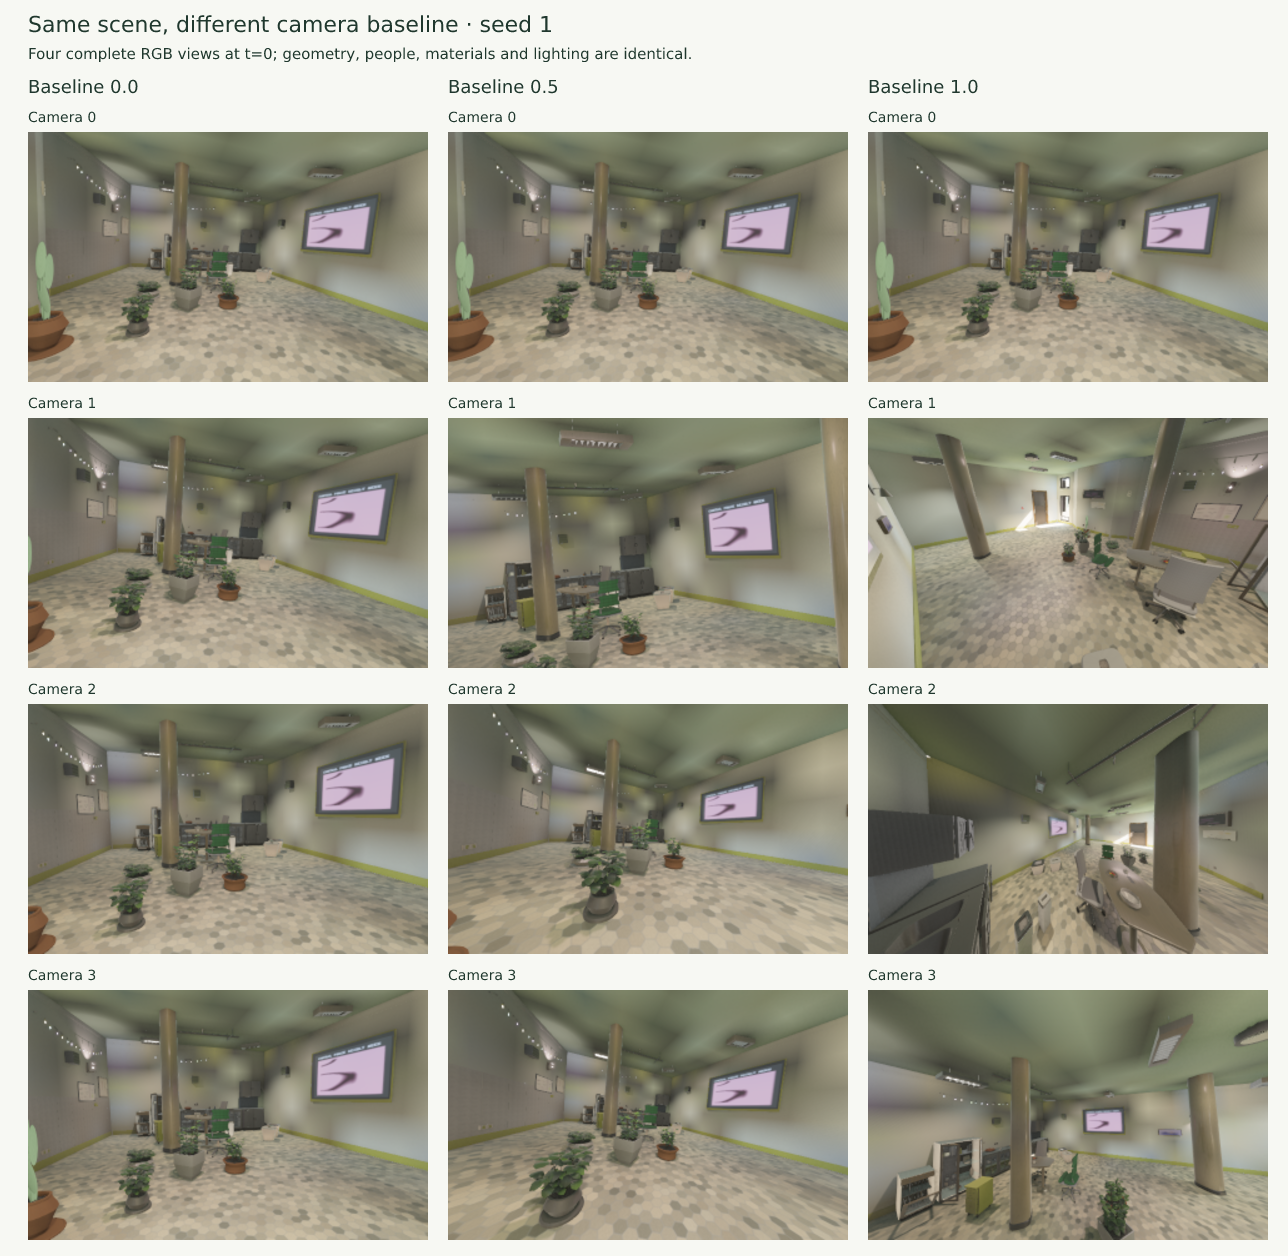 Same scene, different camera baseline · seed 1
Four complete RGB views at t=0; geometry, people, materials and lighting are identical.
Baseline 0.0
Baseline 0.5
Baseline 1.0
Camera 0
Camera 0
Camera 0
Camera 1
Camera 1
Camera 1
Camera 2
Camera 2
Camera 2
Camera 3
Camera 3
Camera 3